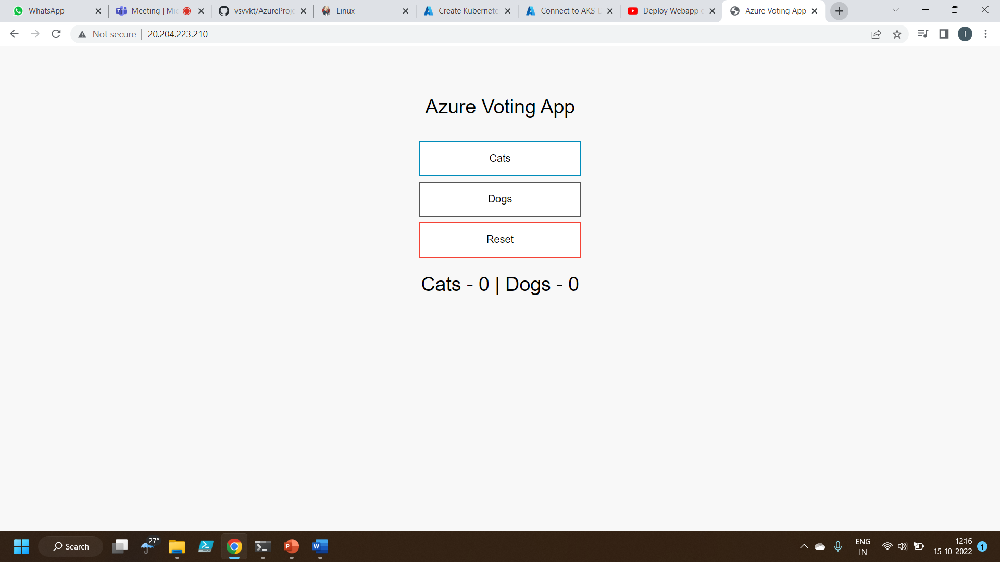 WhatsApp
Meeting | Mic
vsvvkt/AzureProje
Linux
Create Kubernete
Connect to AKS-D
Deploy Webapp
Azure Voting App
Not secure | 20.204.223.210
I
Azure Voting App
Cats
Dogs
Reset
Cats - 0 | Dogs - 0
Search
27°
ENG
IN
12:16
15-10-2022
1